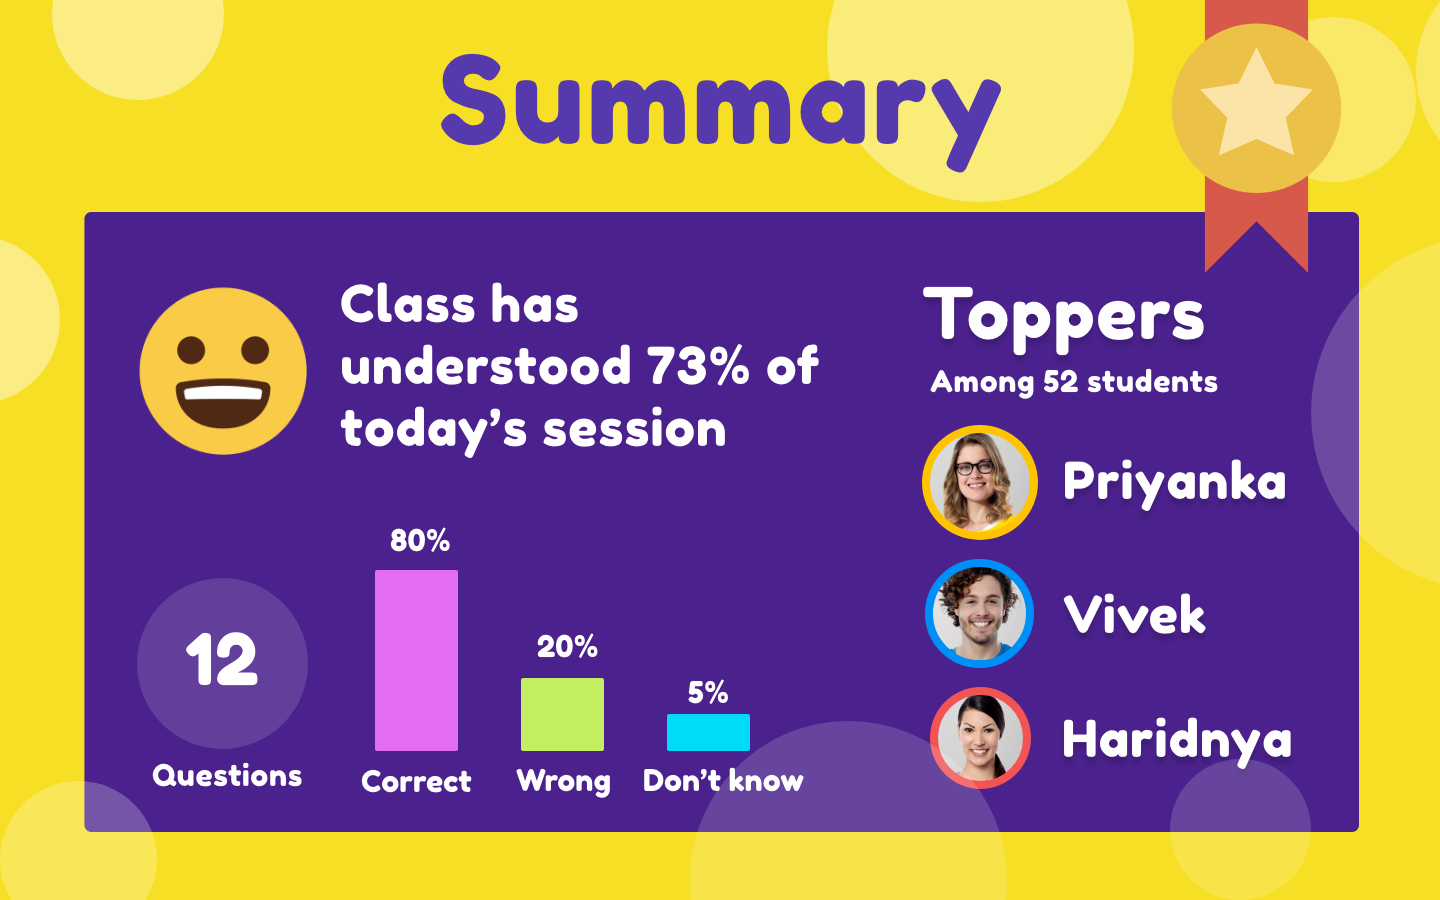 Summary
Class has
understood 73% of
today’s session
80%
20%
5%
12
Questions
Correct
Wrong
Don’t know
Toppers
Among 52 students
Priyanka
Vivek
Haridnya